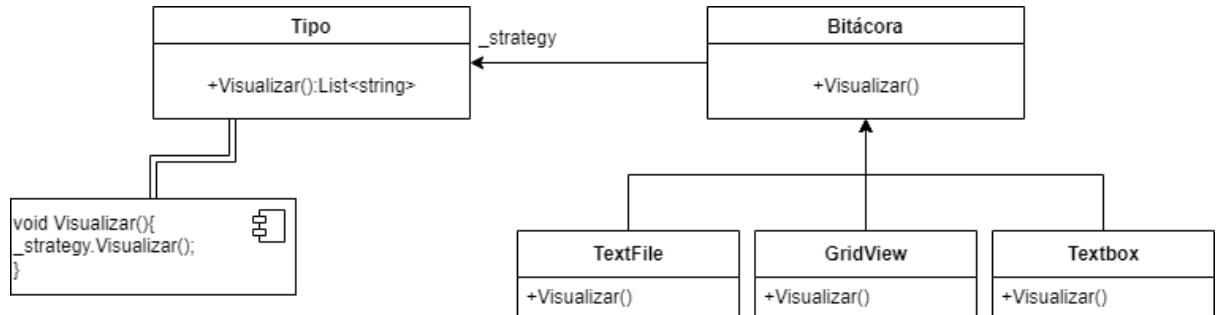 Tipo
+Visualizar():List<string>
_strategy
Bitácora
+Visualizar()
void Visualizar(){
_strategy.Visualizar();
}
TextFile
+Visualizar()
GridView
+Visualizar()
Textbox
+Visualizar()